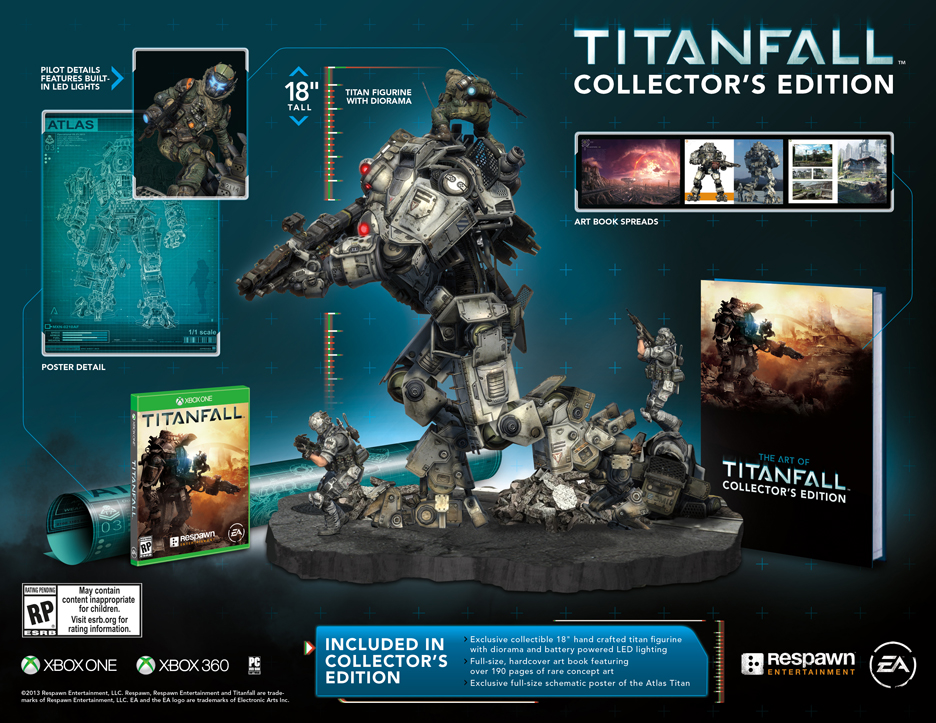 TITANFALL™
COLLECTOR'S EDITION
PILOT DETAILS
FEATURES BUILT-
IN LED LIGHTS
18"
TALL
TITAN FIGURINE
WITH DIORAMA
ATLAS
03
1/1 scale
POSTER DETAIL
ART BOOK SPREADS
XBOX ONE
TITANFALL
TITANFALL
RP
Respawn
ENTERTAINMENT
EA
03
THE ART OF
TITANFALL
COLLECTOR'S EDITION
RATING PENDING
RP
ESRB
May contain
content inappropriate
for children.
Visit esrb.org for
rating information.
XBOX ONE
XBOX 360
PC
INCLUDED IN
COLLECTOR'S
EDITION
Exclusive collectible 18" hand crafted titan figurine
with diorama and battery powered LED lighting
Full-size, hardcover art book featuring
over 190 pages of rare concept art
Exclusive full-size schematic poster of the Atlas Titan
Respawn
ENTERTAINMENT
EA
©2013 Respawn Entertainment, LLC. Respawn, Respawn Entertainment and Titanfall are trade-
marks of Respawn Entertainment, LLC. EA and the EA logo are trademarks of Electronic Arts Inc.